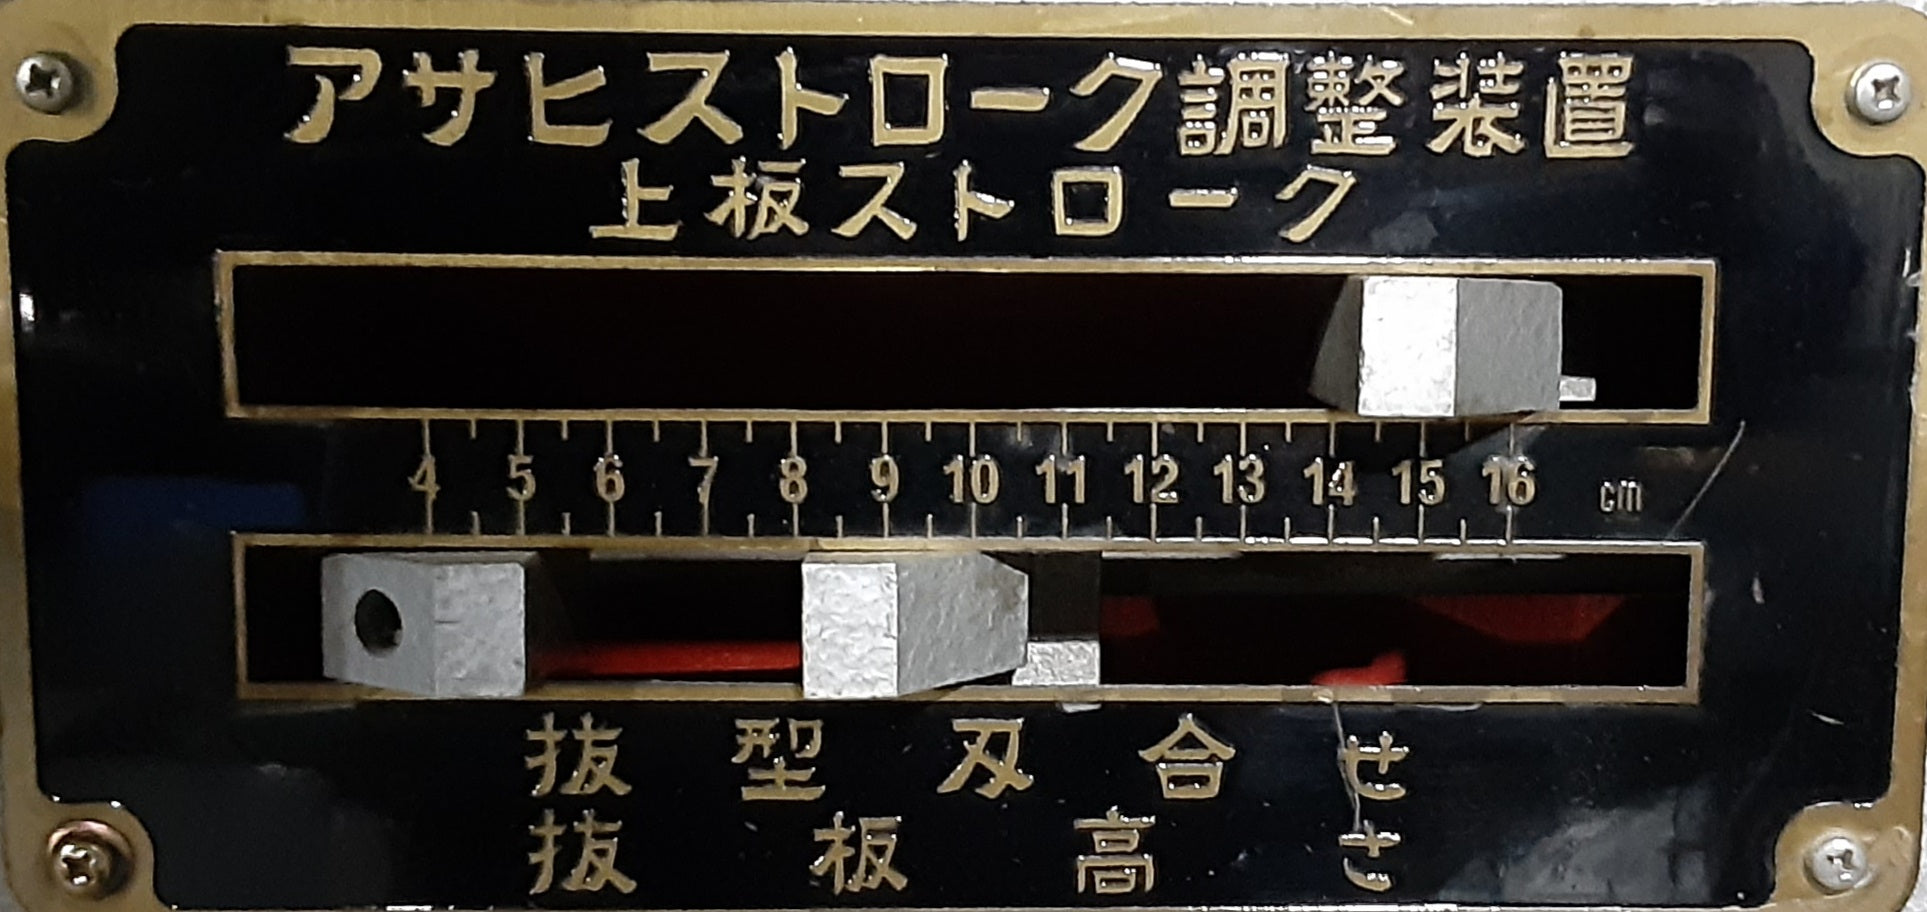 アサヒストローク調整装置
上板ストローク
4 5 6 7 8 9 10 11 12 13 14 15 16 cm
抜型刃合せ
抜板高さ